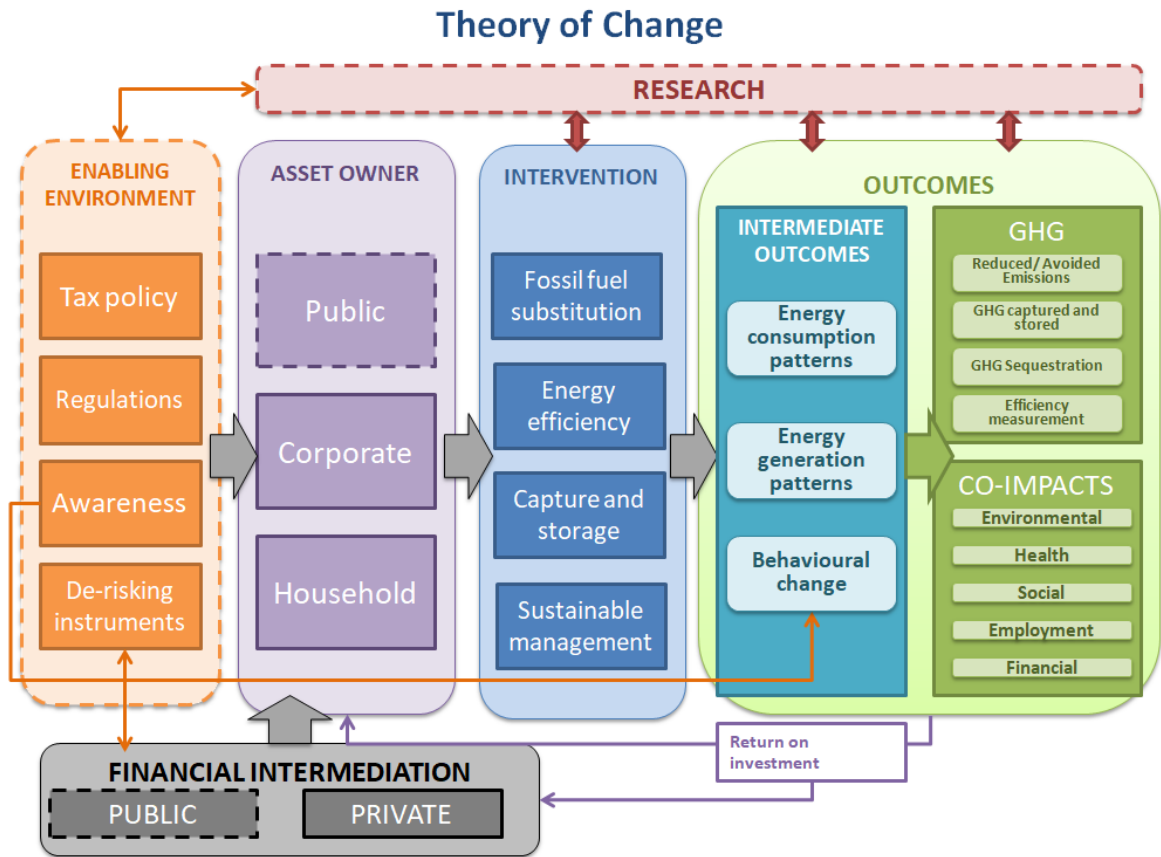 Theory of Change
RESEARCH
ENABLING
ENVIRONMENT
Tax policy
Regulations
Awareness
De-risking
instruments
ASSET OWNER
Public
Corporate
Household
INTERVENTION
Fossil fuel
substitution
Energy
efficiency
Capture and
storage
Sustainable
management
OUTCOMES
INTERMEDIATE
OUTCOMES
Energy
consumption
patterns
Energy
generation
patterns
Behavioural
change
GHG
Reduced/ Avoided
Emissions
GHG captured and
stored
GHG Sequestration
Efficiency
measurement
CO-IMPACTS
Environmental
Health
Social
Employment
Financial
Return on
investment
FINANCIAL INTERMEDIATION
PUBLIC
PRIVATE